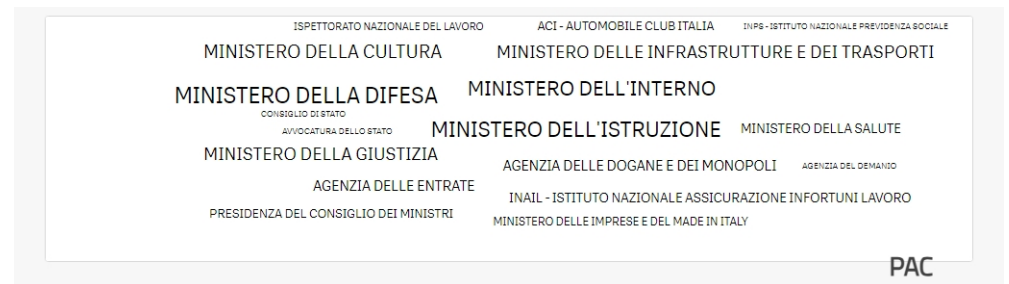 ISPETTORATO NAZIONALE DEL LAVORO
ACI - AUTOMOBILE CLUB ITALIA
INPS - ISTITUTO NAZIONALE PREVIDENZA SOCIALE
MINISTERO DELLA CULTURA
MINISTERO DELLE INFRASTRUTTURE E DEI TRASPORTI
MINISTERO DELLA DIFESA
MINISTERO DELL'INTERNO
CONSIGLIO DI STATO
AVVOCATURA DELLO STATO
MINISTERO DELL'ISTRUZIONE
MINISTERO DELLA SALUTE
MINISTERO DELLA GIUSTIZIA
AGENZIA DELLE DOGANE E DEI MONOPOLI
AGENZIA DEL DEMANIO
AGENZIA DELLE ENTRATE
INAIL - ISTITUTO NAZIONALE ASSICURAZIONE INFORTUNI LAVORO
PRESIDENZA DEL CONSIGLIO DEI MINISTRI
MINISTERO DELLE IMPRESE E DEL MADE IN ITALY
PAC